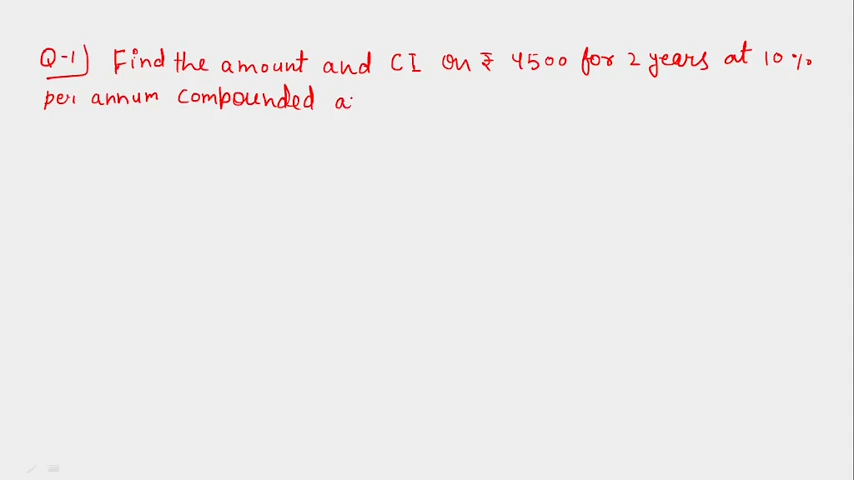 Q-1) Find the amount and CI on ₹ 4500 for 2 years at 10%
per annum compounded a